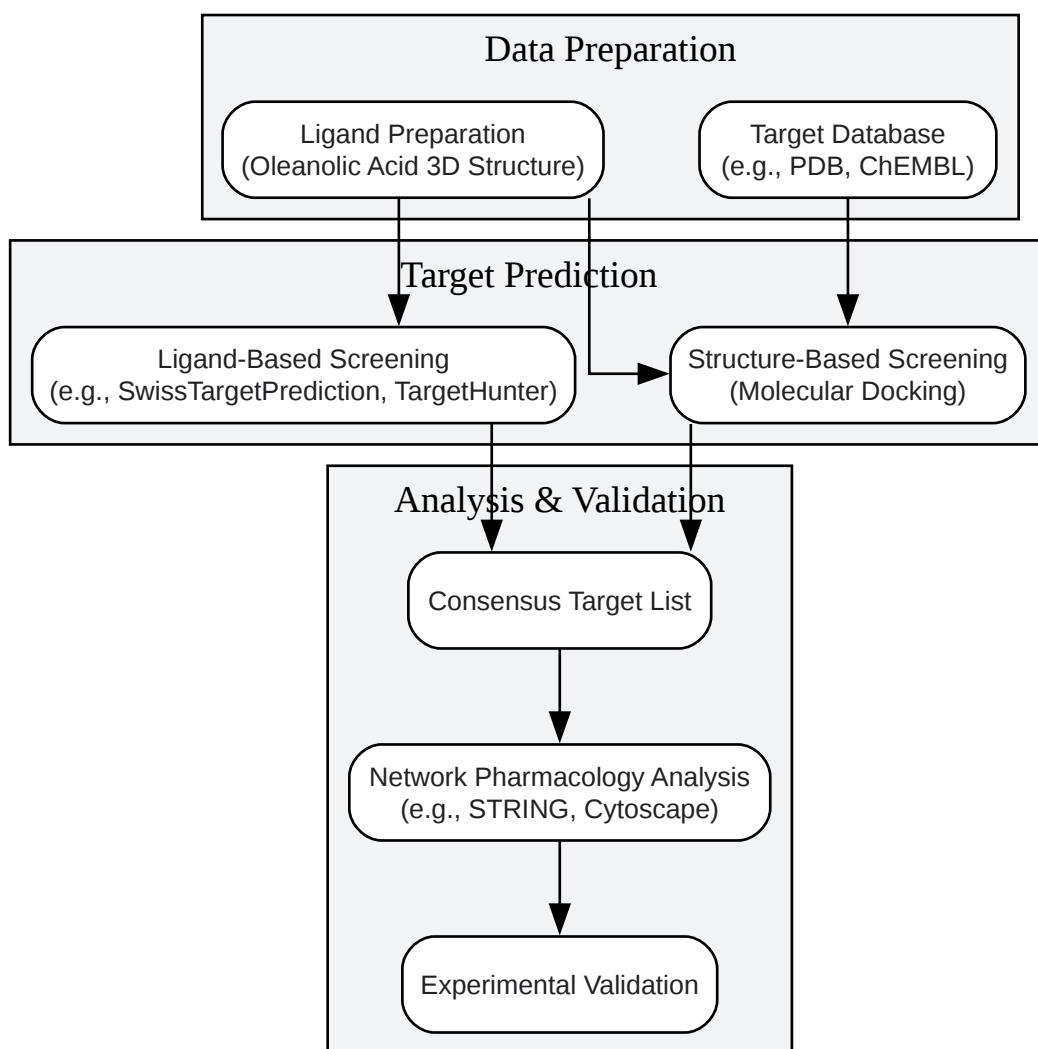 Data Preparation
Ligand Preparation
(Oleanolic Acid 3D Structure)
Target Database
(e.g., PDB, ChEMBL)
Target Prediction
Ligand-Based Screening
(e.g., SwissTargetPrediction, TargetHunter)
Structure-Based Screening
(Molecular Docking)
Analysis & Validation
Consensus Target List
Network Pharmacology Analysis
(e.g., STRING, Cytoscape)
Experimental Validation